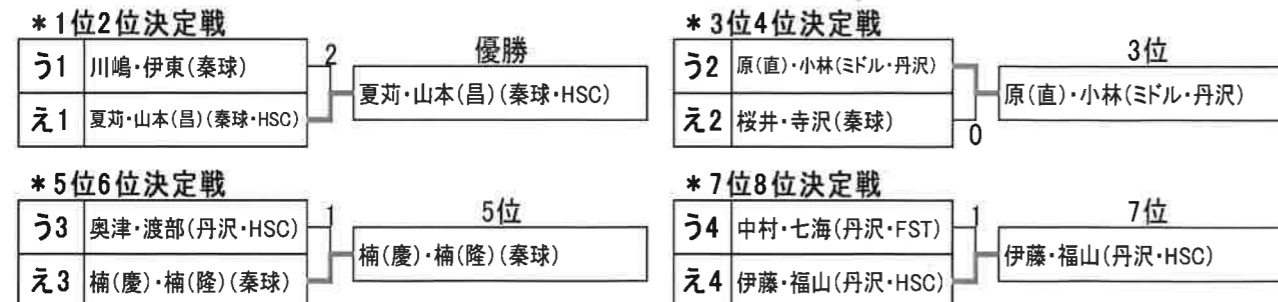 *1位2位決定戦
う1 川嶋・伊東(秦球) 2 優勝
え1 夏苅・山本(昌)(秦球・HSC) 夏苅・山本(昌)(秦球・HSC)
*3位4位決定戦
う2 原(直)・小林(ミドル・丹沢) 3位
え2 桜井・寺沢(秦球) 0 原(直)・小林(ミドル・丹沢)
*5位6位決定戦
う3 奥津・渡部(丹沢・HSC) 1 5位
え3 楠(慶)・楠(隆)(秦球) 楠(慶)・楠(隆)(秦球)
*7位8位決定戦
う4 中村・七海(丹沢・FST) 1 7位
え4 伊藤・福山(丹沢・HSC) 伊藤・福山(丹沢・HSC)